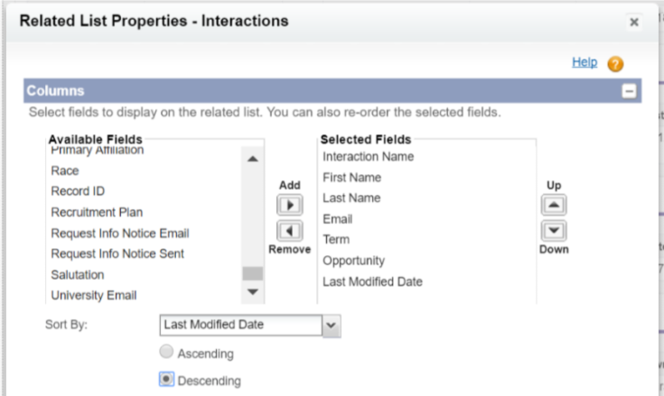 Related List Properties - Interactions
Help
Columns
Select fields to display on the related list. You can also re-order the selected fields.
Available Fields
Primary Affiliation
Race
Record ID
Recruitment Plan
Request Info Notice Email
Request Info Notice Sent
Salutation
University Email
Add
Remove
Selected Fields
Interaction Name
First Name
Last Name
Email
Term
Opportunity
Last Modified Date
Up
Down
Sort By:
Last Modified Date
Ascending
Descending